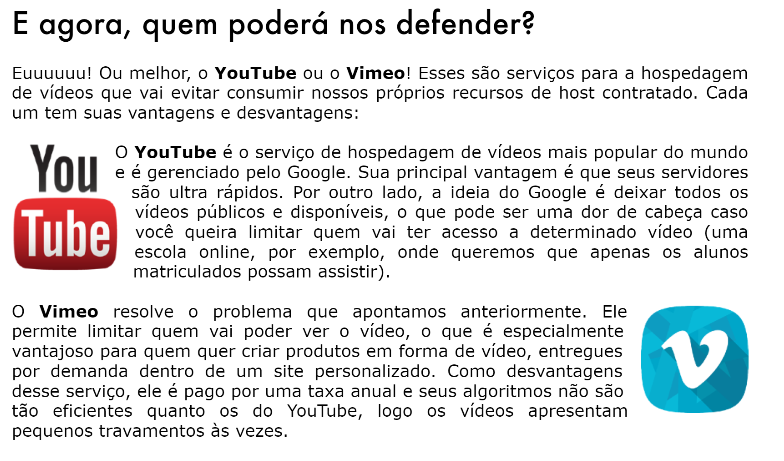 E agora, quem poderá nos defender?
Euuuuuu! Ou melhor, o YouTube ou o Vimeo! Esses são serviços para a hospedagem
de vídeos que vai evitar consumir nossos próprios recursos de host contratado. Cada
um tem suas vantagens e desvantagens:
You
Tube
O YouTube é o serviço de hospedagem de vídeos mais popular do mundo
e é gerenciado pelo Google. Sua principal vantagem é que seus servidores
são ultra rápidos. Por outro lado, a ideia do Google é deixar todos os
vídeos públicos e disponíveis, o que pode ser uma dor de cabeça caso
você queira limitar quem vai ter acesso a determinado vídeo (uma
escola online, por exemplo, onde queremos que apenas os alunos
matriculados possam assistir).
O Vimeo resolve o problema que apontamos anteriormente. Ele
permite limitar quem vai poder ver o vídeo, o que é especialmente
vantajoso para quem quer criar produtos em forma de vídeo, entregues
por demanda dentro de um site personalizado. Como desvantagens
desse serviço, ele é pago por uma taxa anual e seus algoritmos não são
tão eficientes quanto os do YouTube, logo os vídeos apresentam
pequenos travamentos às vezes.